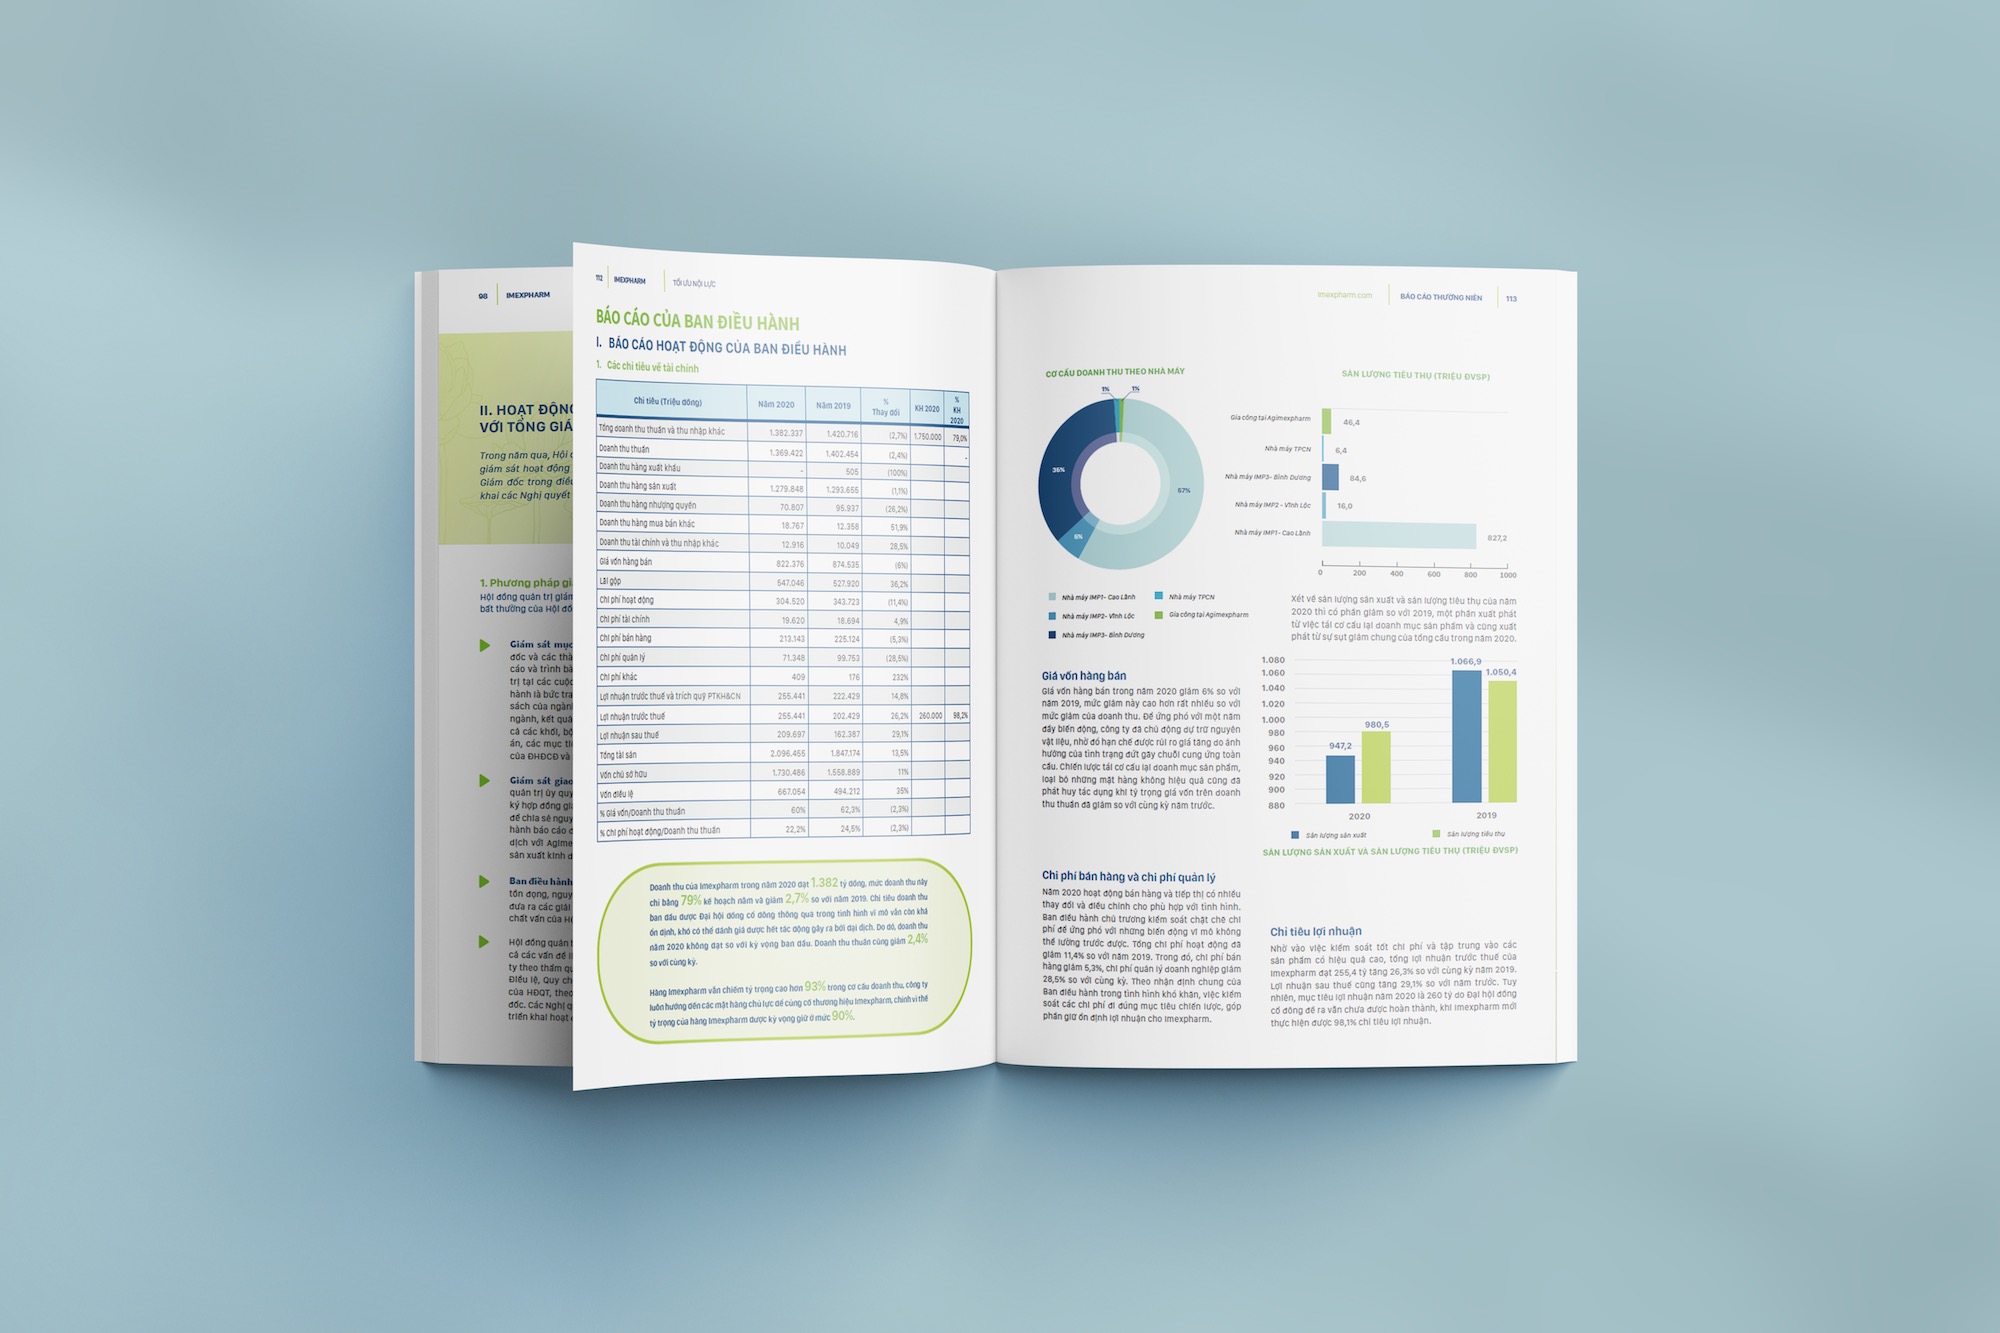 98 IMEXPHARM
II. HOẠT ĐỘN
VỚI TỔNG GIÁ
Trong năm qua, Hội
giám sát hoạt động
Giám đốc trong điều
khai các Nghị quyết
1. Phương pháp gi
Hội đồng quản trị giám
bất thường của Hội đồ
Giám sát mục
đốc và các thà
cáo và trình bà
trị tại các cuộc
hành là bức tra
sách của ngành
ngành, kết quả
cả các khối, bộ
án, các mục ti
của ĐHĐCĐ và
Giám sát giao
quản trị ủy quy
ký hợp đồng gi
để chia sẻ nguy
hành báo cáo
dịch với Agime
sản xuất kinh
Ban điều hành
tồn đọng, nguy
đưa ra các giải
chất vấn của H
Hội đồng quản
cả các vấn đề
ty theo thẩm qu
Điều lệ, Quy ch
của HĐQT, theo
đốc. Các Nghị q
triển khai hoạt
112 IMEXPHARM TỐI ƯU NỘI LỰC
BÁO CÁO CỦA BAN ĐIỀU HÀNH
I. BÁO CÁO HOẠT ĐỘNG CỦA BAN ĐIỀU HÀNH
1. Các chỉ tiêu về tài chính
Chỉ tiêu (Triệu đồng) Năm 2020 Năm 2019 % Thay đổi KH 2020 % KH 2020
Tổng doanh thu thuần và thu nhập khác 1.382.337 1.420.716 (2,7%) 1.750.000 79,0%
Doanh thu thuần 1.369.422 1.402.454 (2,4%) -
Doanh thu hàng xuất khẩu - 505 (100%)
Doanh thu hàng sản xuất 1.279.848 1.293.655 (1,1%)
Doanh thu hàng nhượng quyền 70.807 95.937 (26,2%)
Doanh thu hàng mua bán khác 18.767 12.358 51,9%
Doanh thu tài chính và thu nhập khác 12.916 10.049 28,5%
Giá vốn hàng bán 822.376 874.535 (6%)
Lãi gộp 547.046 527.920 36,2%
Chi phí hoạt động 304.520 343.723 (11,4%)
Chi phí tài chính 19.620 18.694 4,9%
Chi phí bán hàng 213.143 225.124 (5,3%)
Chi phí quản lý 71.348 99.753 (28,5%)
Chi phí khác 409 176 232%
Lợi nhuận trước thuế và trích quỹ PTKH&CN 255.441 222.429 14,8%
Lợi nhuận trước thuế 255.441 202.429 26,2% 260.000 98,2%
Lợi nhuận sau thuế 209.697 162.387 29,1%
Tổng tài sản 2.096.455 1.847.174 13,5%
Vốn chủ sở hữu 1.730.486 1.558.889 11%
Vốn điều lệ 667.054 494.212 35%
% Giá vốn/Doanh thu thuần 60% 62,3% (2,3%)
% Chi phí hoạt động/Doanh thu thuần 22,2% 24,5% (2,3%)
Doanh thu của Imexpharm trong năm 2020 đạt 1.382 tỷ đồng, mức doanh thu này
chỉ bằng 79% kế hoạch năm và giảm 2,7% so với năm 2019. Chỉ tiêu doanh thu
ban đầu được Đại hội đồng cổ đông thông qua trong tình hình vĩ mô vẫn còn khá
ổn định, khó có thể đánh giá được hết tác động gây ra bởi đại dịch. Do đó, doanh thu
năm 2020 không đạt so với kỳ vọng ban đầu. Doanh thu thuần cũng giảm 2,4%
so với cùng kỳ.
Hàng Imexpharm vẫn chiếm tỷ trọng cao hơn 93% trong cơ cấu doanh thu, công ty
luôn hướng đến các mặt hàng chủ lực để củng cố thương hiệu Imexpharm, chính vì thế
tỷ trọng của hàng Imexpharm được kỳ vọng giữ ở mức 90%.
imexpharm.com BÁO CÁO THƯỜNG NIÊN 113
CƠ CẤU DOANH THU THEO NHÀ MÁY
1% 1%
36%
57%
6%
Nhà máy IMP1- Cao Lãnh Nhà máy TPCN
Nhà máy IMP2- Vĩnh Lộc Gia công tại Agimexpharm
Nhà máy IMP3- Bình Dương
SẢN LƯỢNG TIÊU THỤ (TRIỆU ĐVSP)
Gia công tại Agimexpharm 46,4
Nhà máy TPCN 6,4
Nhà máy IMP3- Bình Dương 84,6
Nhà máy IMP2 - Vĩnh Lộc 16,0
Nhà máy IMP1- Cao Lãnh 827,2
0 200 400 600 800 1000
Xét về sản lượng sản xuất và sản lượng tiêu thụ của năm
2020 thì có phần giảm so với 2019, một phần xuất phát
từ việc tái cơ cấu lại doanh mục sản phẩm và cũng xuất
phát từ sự sụt giảm chung của tổng cầu trong năm 2020.
Giá vốn hàng bán
Giá vốn hàng bán trong năm 2020 giảm 6% so với
năm 2019, mức giảm này cao hơn rất nhiều so với
mức giảm của doanh thu. Để ứng phó với một năm
đầy biến động, công ty đã chủ động dự trữ nguyên
vật liệu, nhờ đó hạn chế được rủi ro giá tăng do ảnh
hưởng của tình trạng đứt gãy chuỗi cung ứng toàn
cầu. Chiến lược tái cơ cấu lại doanh mục sản phẩm,
loại bỏ những mặt hàng không hiệu quả cũng đã
phát huy tác dụng khi tỷ trọng giá vốn trên doanh
thu thuần đã giảm so với cùng kỳ năm trước.
1.080
1.060
1.040
1.020
1.000
980
960
940
920
900
880
947,2 980,5 1.066,9 1.050,4
2020 2019
Sản lượng sản xuất Sản lượng tiêu thụ
SẢN LƯỢNG SẢN XUẤT VÀ SẢN LƯỢNG TIÊU THỤ (TRIỆU ĐVSP)
Chi phí bán hàng và chi phí quản lý
Năm 2020 hoạt động bán hàng và tiếp thị có nhiều
thay đổi và điều chỉnh cho phù hợp với tình hình.
Ban điều hành chủ trương kiểm soát chặt chẽ chi
phí để ứng phó với những biến động vĩ mô không
thể lường trước được. Tổng chi phí hoạt động đã
giảm 11,4% so với năm 2019. Trong đó, chi phí bán
hàng giảm 5,3%, chi phí quản lý doanh nghiệp giảm
28,5% so với cùng kỳ. Theo nhận định chung của
Ban điều hành trong tình hình khó khăn, việc kiểm
soát các chi phí đi đúng mục tiêu chiến lược, góp
phần giữ ổn định lợi nhuận cho Imexpharm.
Chỉ tiêu lợi nhuận
Nhờ vào việc kiểm soát tốt chi phí và tập trung vào các
sản phẩm có hiệu quả cao, tổng lợi nhuận trước thuế của
Imexpharm đạt 255,4 tỷ tăng 26,3% so với cùng kỳ năm 2019.
Lợi nhuận sau thuế cũng tăng 29,1% so với năm trước. Tuy
nhiên, mục tiêu lợi nhuận năm 2020 là 260 tỷ do Đại hội đồng
cổ đông đề ra vẫn chưa được hoàn thành, khi Imexpharm mới
thực hiện được 98,1% chỉ tiêu lợi nhuận.